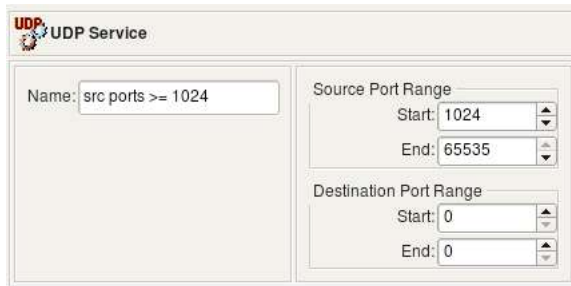 UDP UDP Service
Name: src ports >= 1024
Source Port Range
Start: 1024
End: 65535
Destination Port Range
Start: 0
End: 0